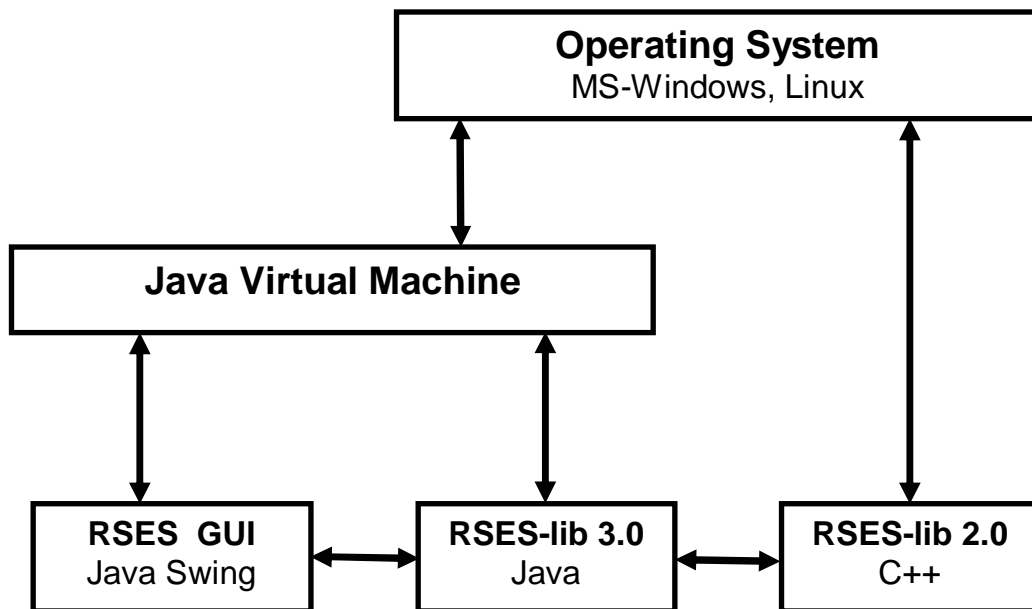 Operating System
MS-Windows, Linux
Java Virtual Machine
RSES GUI
Java Swing
RSES-lib 3.0
Java
RSES-lib 2.0
C++